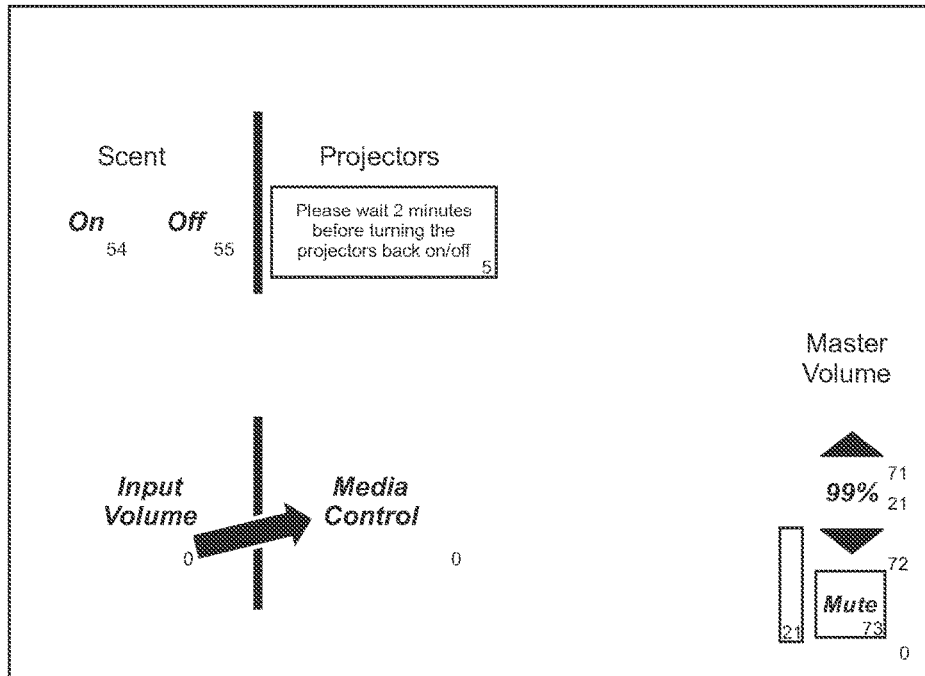 Scent
On
54
Off
55
Projectors
Please wait 2 minutes
before turning the
projectors back on/off
5
Master
Volume
71
99%
21
72
Mute
73
21
0
Input
Volume
0
Media
Control
0